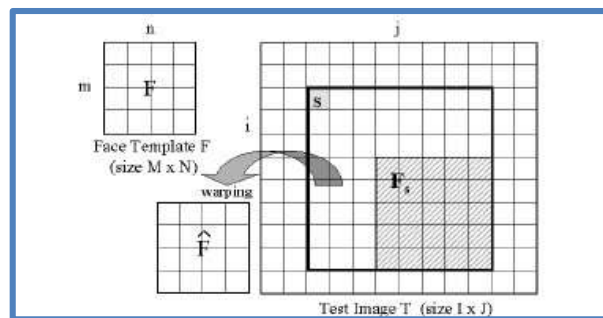 n
j
m
F
s
i
Face Template F
(size M x N)
F_s
warping
F̂
Test Image T (size I x J)